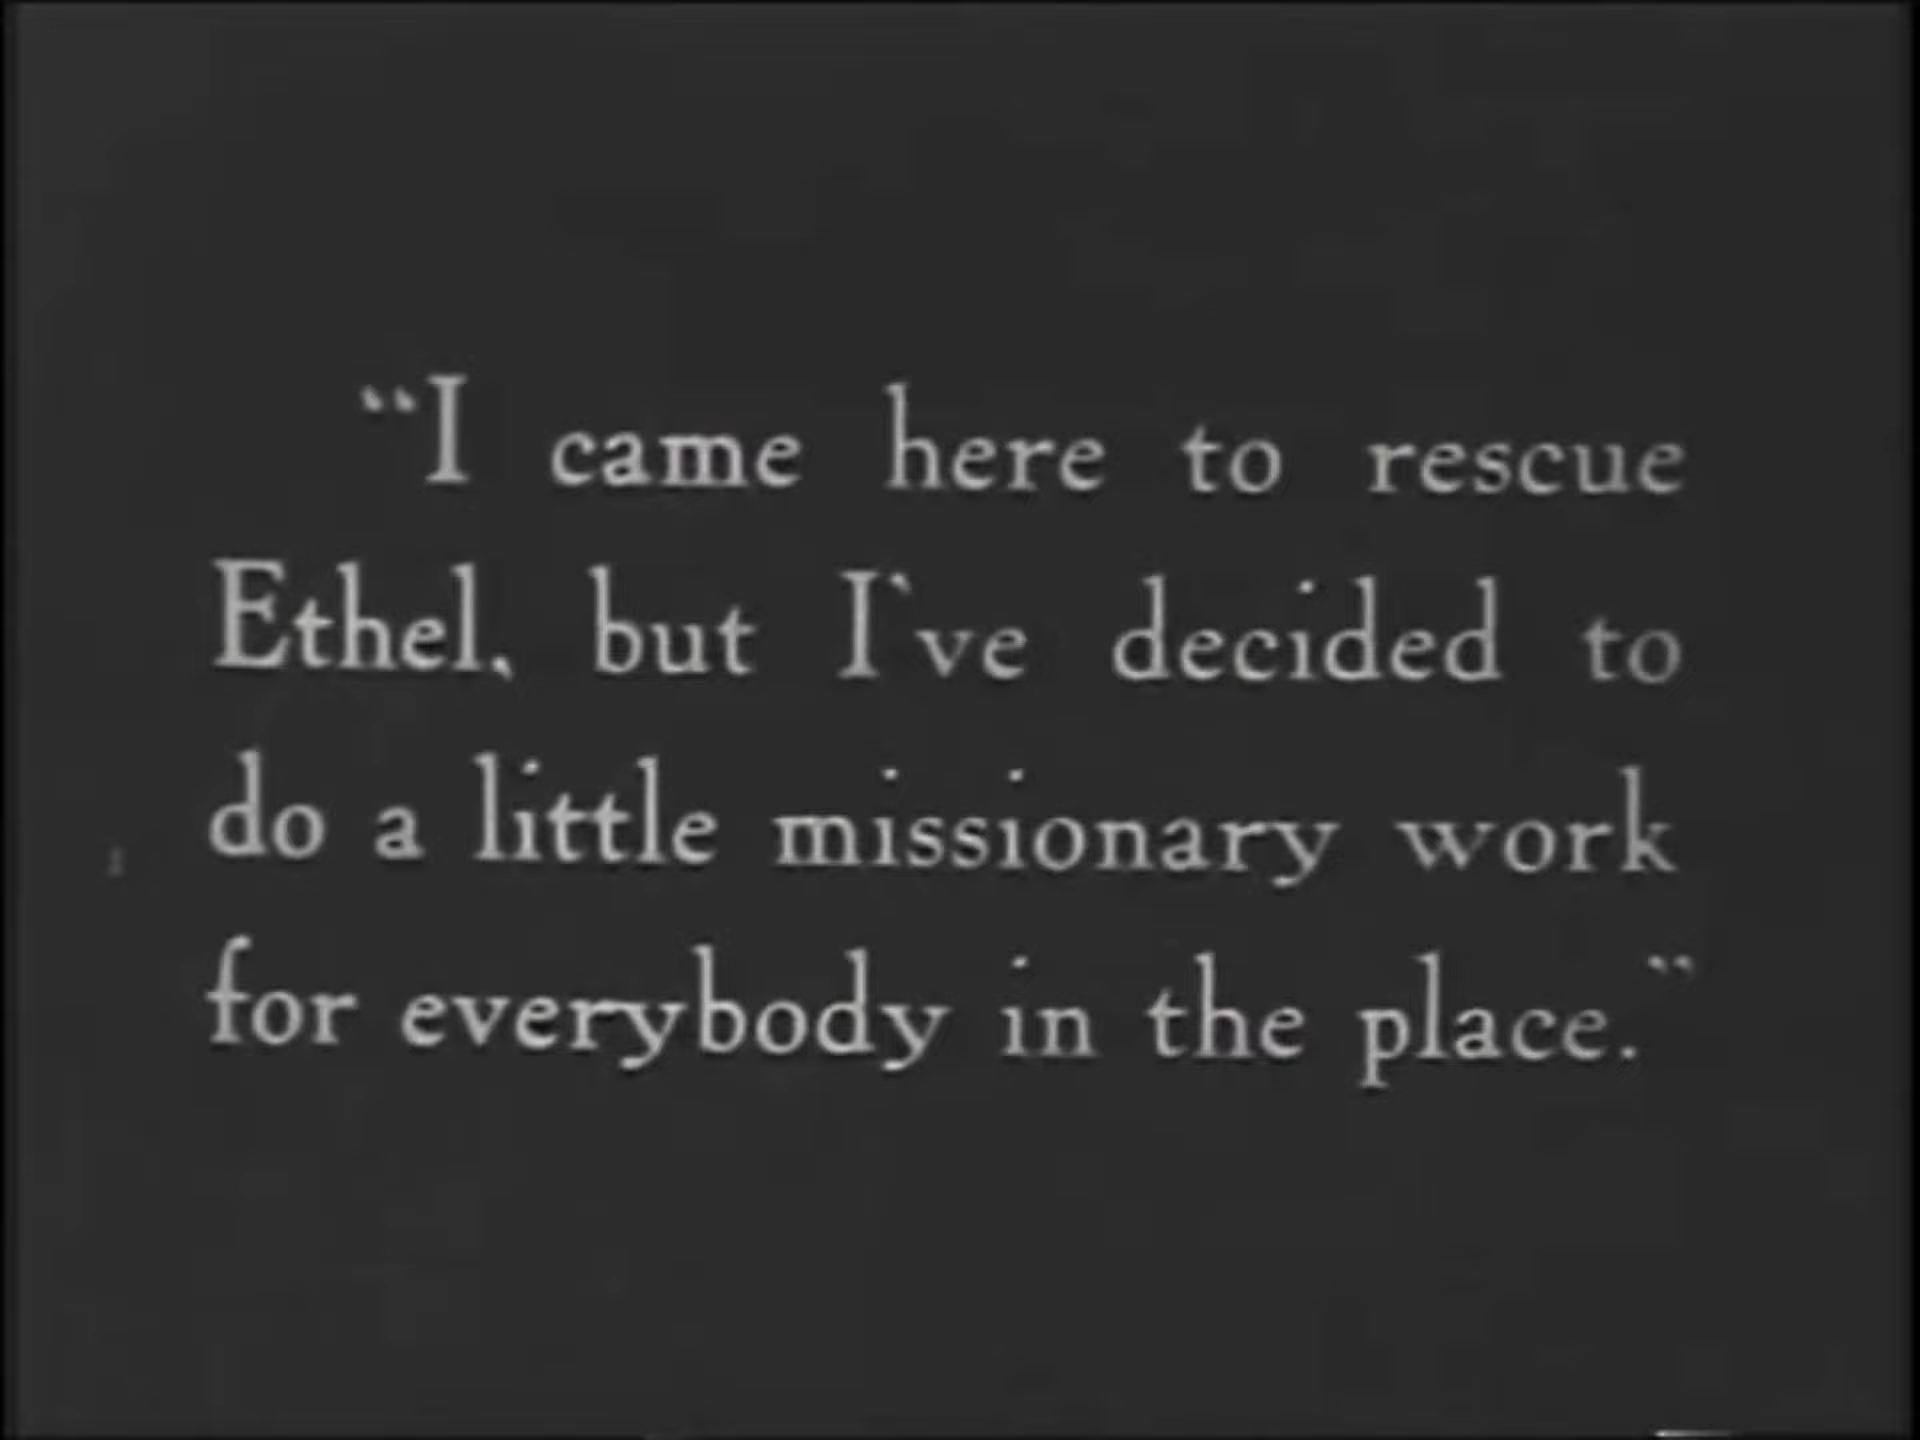 “I came here to rescue
Ethel, but I've decided to
do a little missionary work
for everybody in the place.”